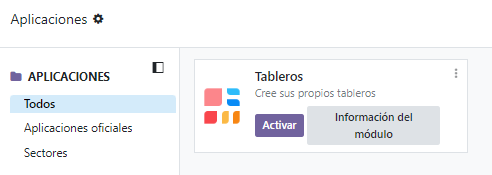 Aplicaciones
APLICACIONES
Todos
Aplicaciones oficiales
Sectores
Tableros
Cree sus propios tableros
Activar
Información del
módulo